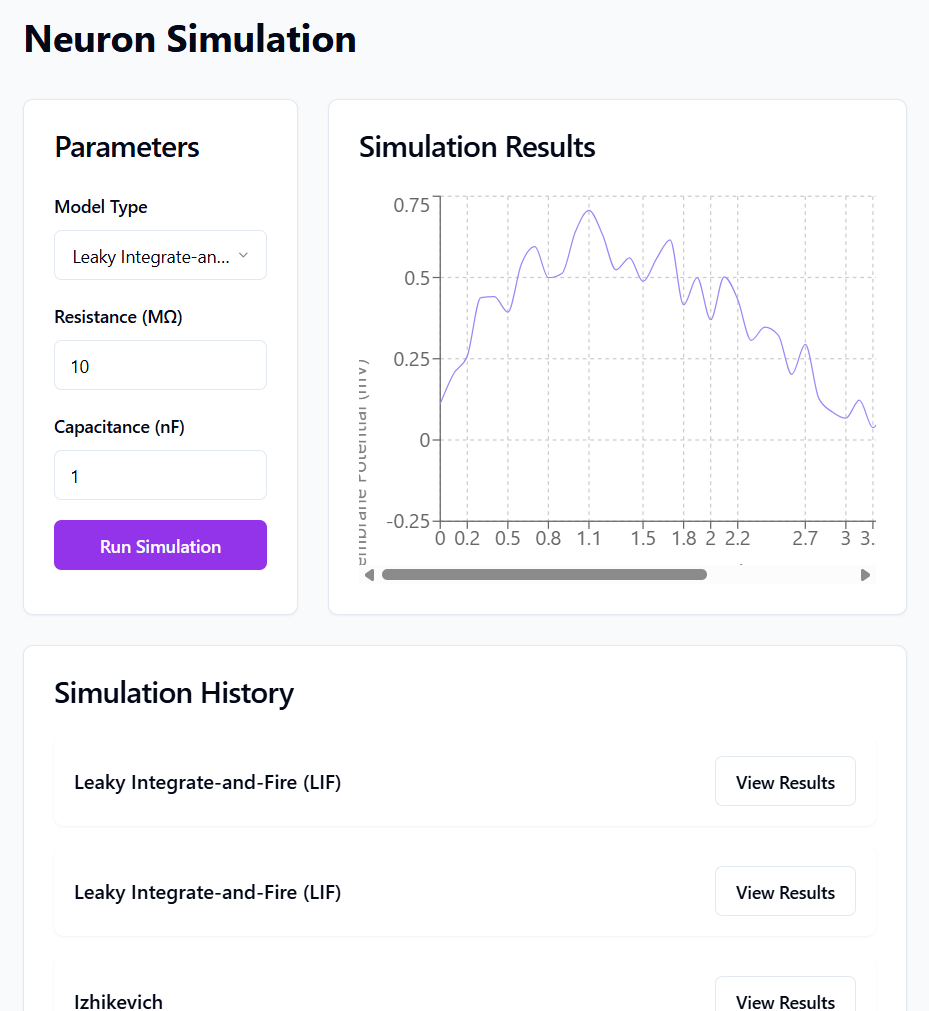 Neuron Simulation
Parameters
Model Type
Leaky Integrate-an...
Resistance (MΩ)
10
Capacitance (nF)
1
Run Simulation
Simulation Results
0.75
0.5
0.25
0
-0.25
0 0.2 0.5 0.8 1.1 1.5 1.8 2 2.2 2.7 3 3.
Potential (mV)
Simulation History
Leaky Integrate-and-Fire (LIF)
View Results
Leaky Integrate-and-Fire (LIF)
View Results
Izhikevich
View Results